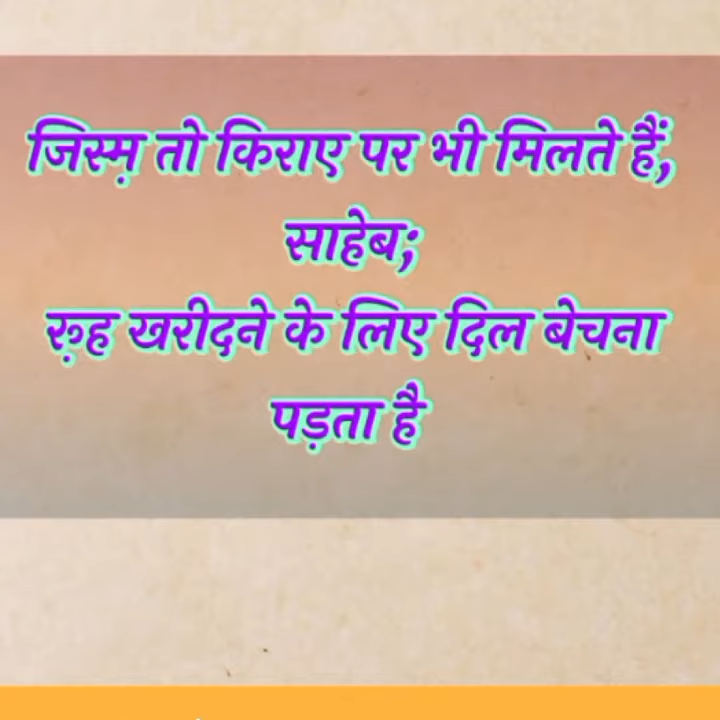 जिस्म़ तो किराए पर भी मिलते हैं,
साहेब;
रु़ह खरीदने के लिए दिल बेचना
पड़ता है